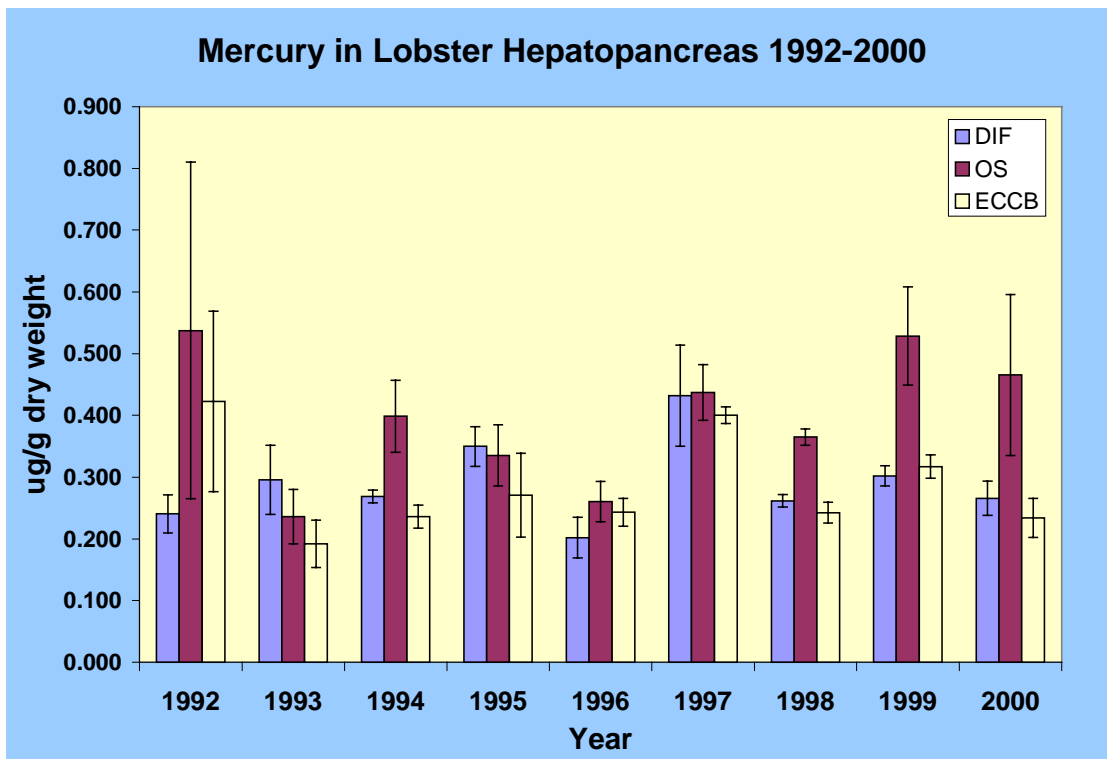 Mercury in Lobster Hepatopancreas 1992-2000
0.900
0.800
0.700
0.600
0.500
0.400
0.300
0.200
0.100
0.000
ug/g dry weight
DIF
OS
ECCB
1992 1993 1994 1995 1996 1997 1998 1999 2000
Year